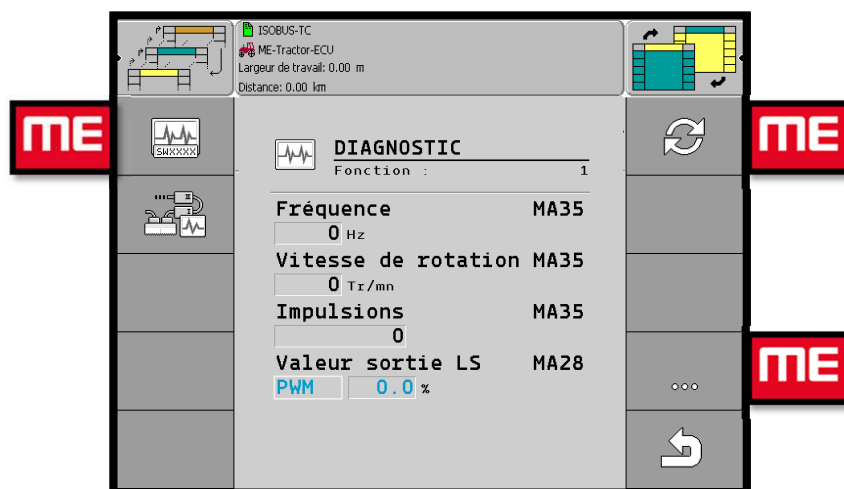 ISOBUS-TC
ME-Tractor-ECU
Largeur de travail: 0.00 m
Distance: 0.00 km
ME
SWXXXX
ME
DIAGNOSTIC
Fonction : 1
Fréquence MA35
0 Hz
Vitesse de rotation MA35
0 Tr/mn
Impulsions MA35
0
Valeur sortie LS MA28
PWM 0.0 %
ME